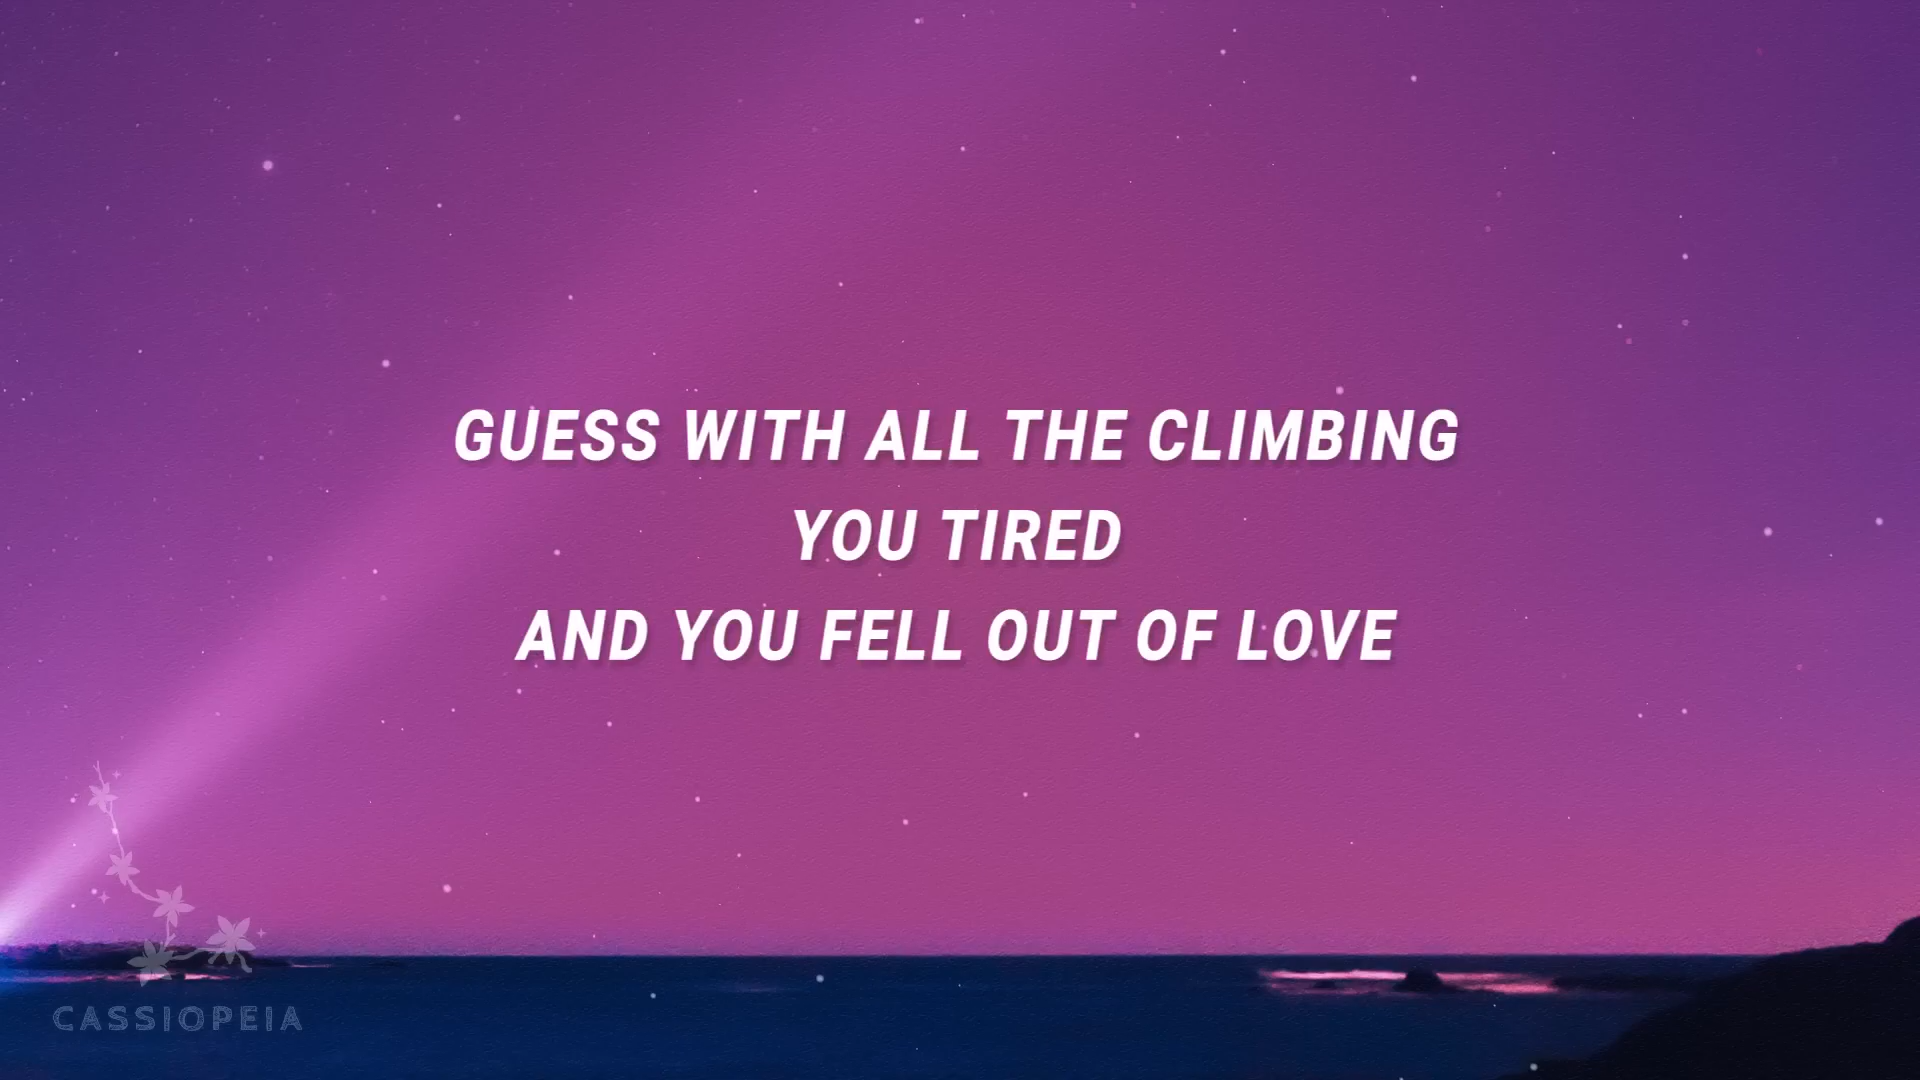 GUESS WITH ALL THE CLIMBING
YOU TIRED
AND YOU FELL OUT OF LOVE
CASSIOPEIA